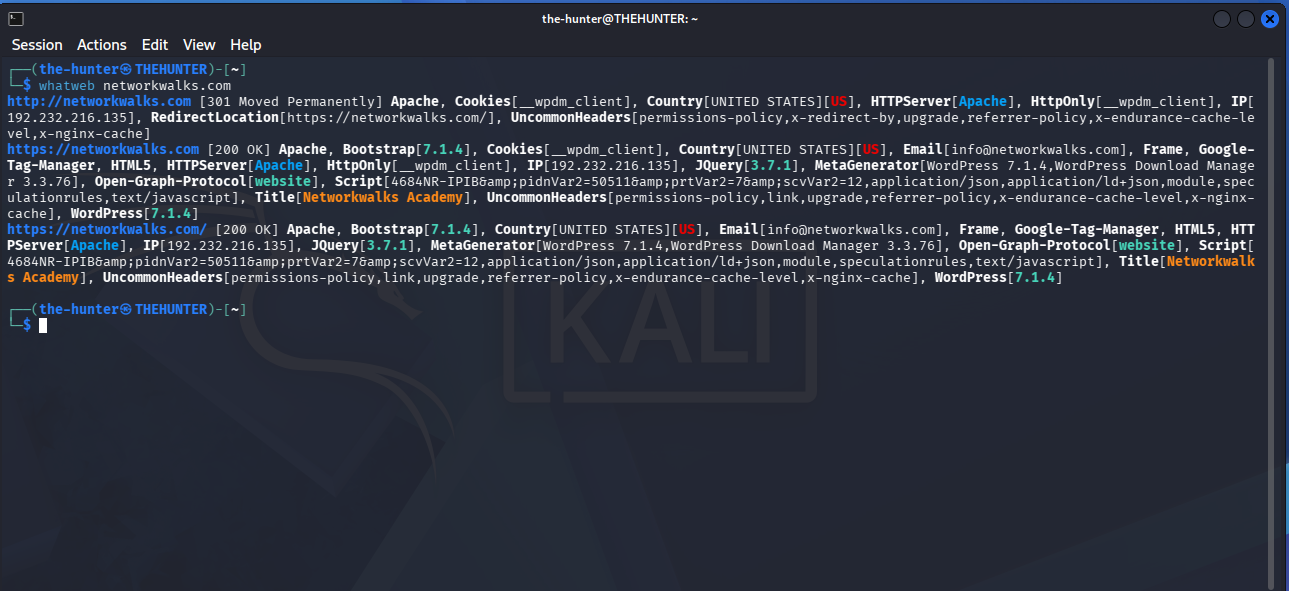 the-hunter@THEHUNTER: ~
Session Actions Edit View Help
┌──(the-hunter㉿THEHUNTER)-[~]
└─$ whatweb networkwalks.com
http://networkwalks.com [301 Moved Permanently] Apache, Cookies[__wpdm_client], Country[UNITED STATES][US], HTTPServer[Apache], HttpOnly[__wpdm_client], IP[
192.232.216.135], RedirectLocation[https://networkwalks.com/], UncommonHeaders[permissions-policy,x-redirect-by,upgrade,referrer-policy,x-endurance-cache-le
vel,x-nginx-cache]
https://networkwalks.com [200 OK] Apache, Bootstrap[7.1.4], Cookies[__wpdm_client], Country[UNITED STATES][US], Email[info@networkwalks.com], Frame, Google-
Tag-Manager, HTML5, HTTPServer[Apache], HttpOnly[__wpdm_client], IP[192.232.216.135], JQuery[3.7.1], MetaGenerator[WordPress 7.1.4,WordPress Download Manage
r 3.3.76], Open-Graph-Protocol[website], Script[4684NR-IPIB&amp;pidnVar2=50511&amp;prtVar2=7&amp;scvVar2=12,application/json,application/ld+json,module,spec
ulationrules,text/javascript], Title[Networkwalks Academy], UncommonHeaders[permissions-policy,link,upgrade,referrer-policy,x-endurance-cache-level,x-nginx-
cache], WordPress[7.1.4]
https://networkwalks.com/ [200 OK] Apache, Bootstrap[7.1.4], Country[UNITED STATES][US], Email[info@networkwalks.com], Frame, Google-Tag-Manager, HTML5, HTT
PServer[Apache], IP[192.232.216.135], JQuery[3.7.1], MetaGenerator[WordPress 7.1.4,WordPress Download Manager 3.3.76], Open-Graph-Protocol[website], Script[
4684NR-IPIB&amp;pidnVar2=50511&amp;prtVar2=7&amp;scvVar2=12,application/json,application/ld+json,module,speculationrules,text/javascript], Title[Networkwalk
s Academy], UncommonHeaders[permissions-policy,link,upgrade,referrer-policy,x-endurance-cache-level,x-nginx-cache], WordPress[7.1.4]
┌──(the-hunter㉿THEHUNTER)-[~]
└─$
KALI